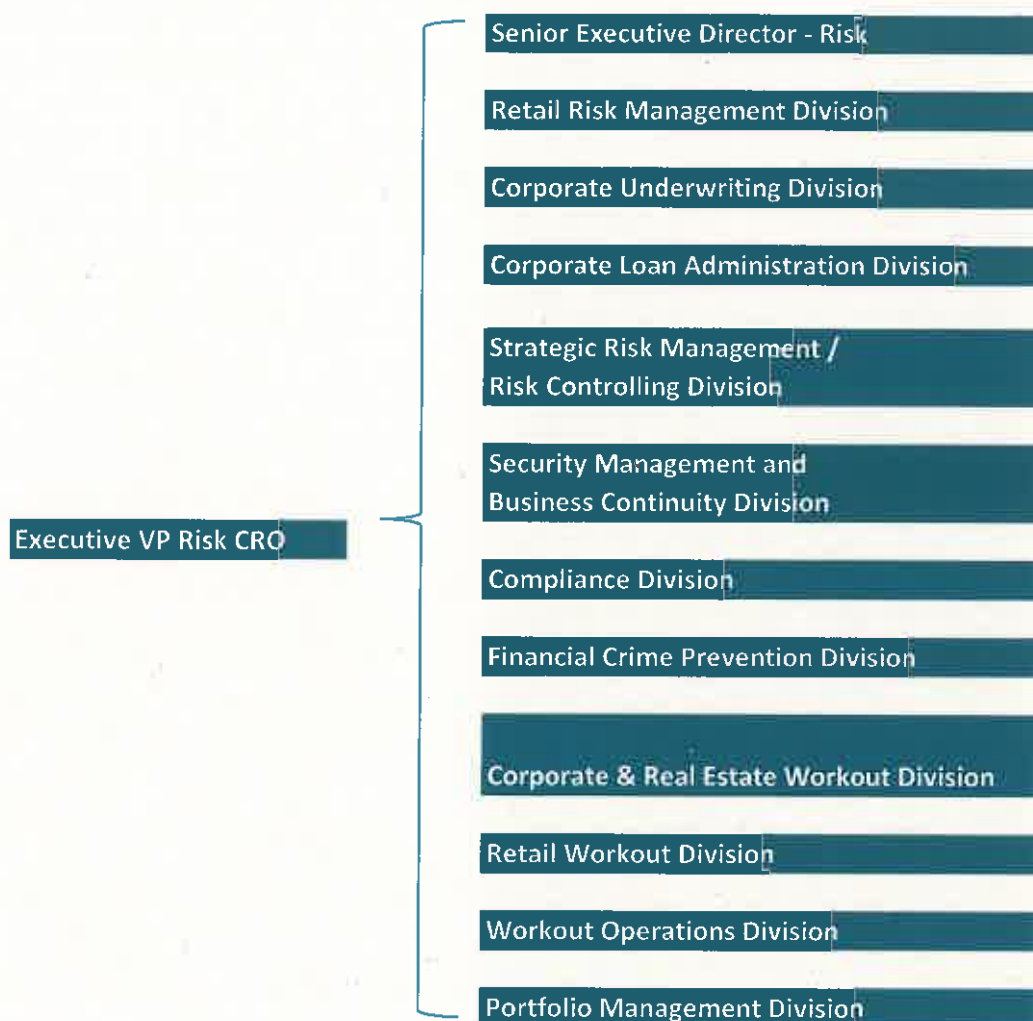 Senior Executive Director - Risk
Retail Risk Management Division
Corporate Underwriting Division
Corporate Loan Administration Division
Strategic Risk Management /
Risk Controlling Division
Security Management and
Business Continuity Division
Executive VP Risk CRO
Compliance Division
Financial Crime Prevention Division
Corporate & Real Estate Workout Division
Retail Workout Division
Workout Operations Division
Portfolio Management Division